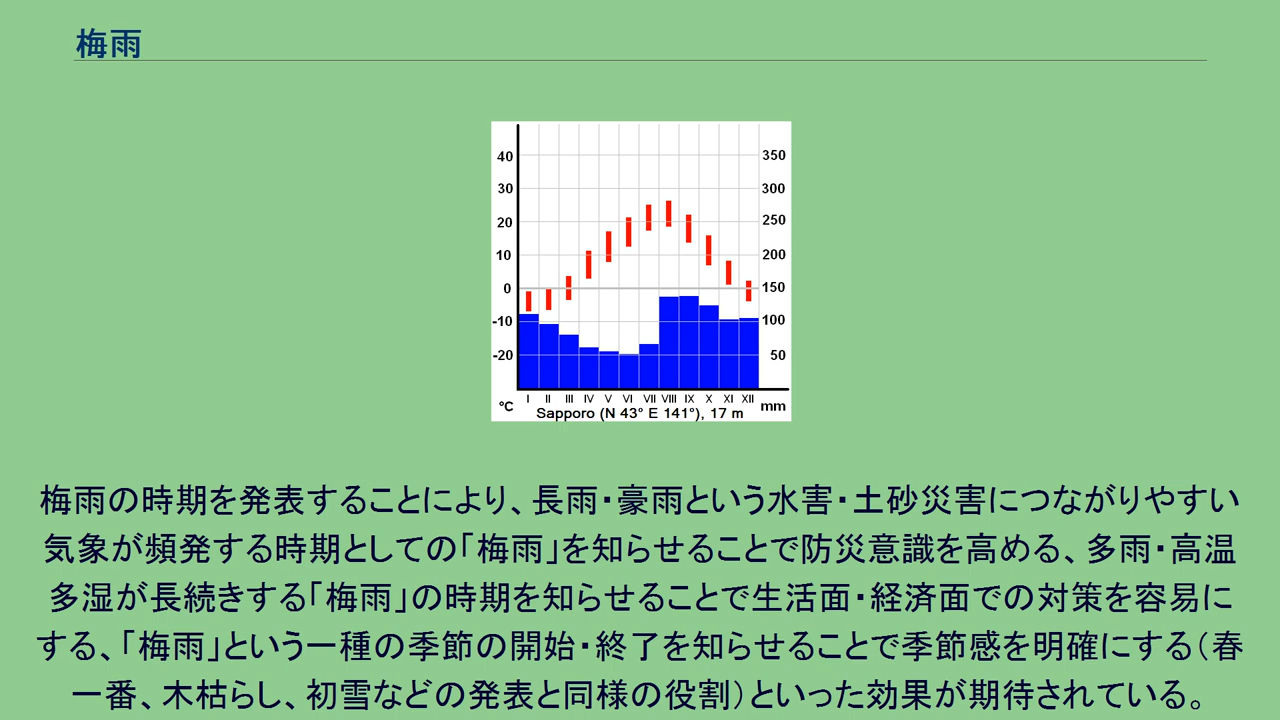 梅雨
40 350
30 300
20 250
10 200
0 150
-10 100
-20 50
°C I II III IV V VI VII VIII IX X XI XII mm
Sapporo (N 43° E 141°), 17 m
梅雨の時期を発表することにより、長雨・豪雨という水害・土砂災害につながりやすい
気象が頻発する時期としての「梅雨」を知らせることで防災意識を高める、多雨・高温
多湿が長続きする「梅雨」の時期を知らせることで生活面・経済面での対策を容易に
する、「梅雨」という一種の季節の開始・終了を知らせることで季節感を明確にする（春
一番、木枯らし、初雪などの発表と同様の役割）といった効果が期待されている。